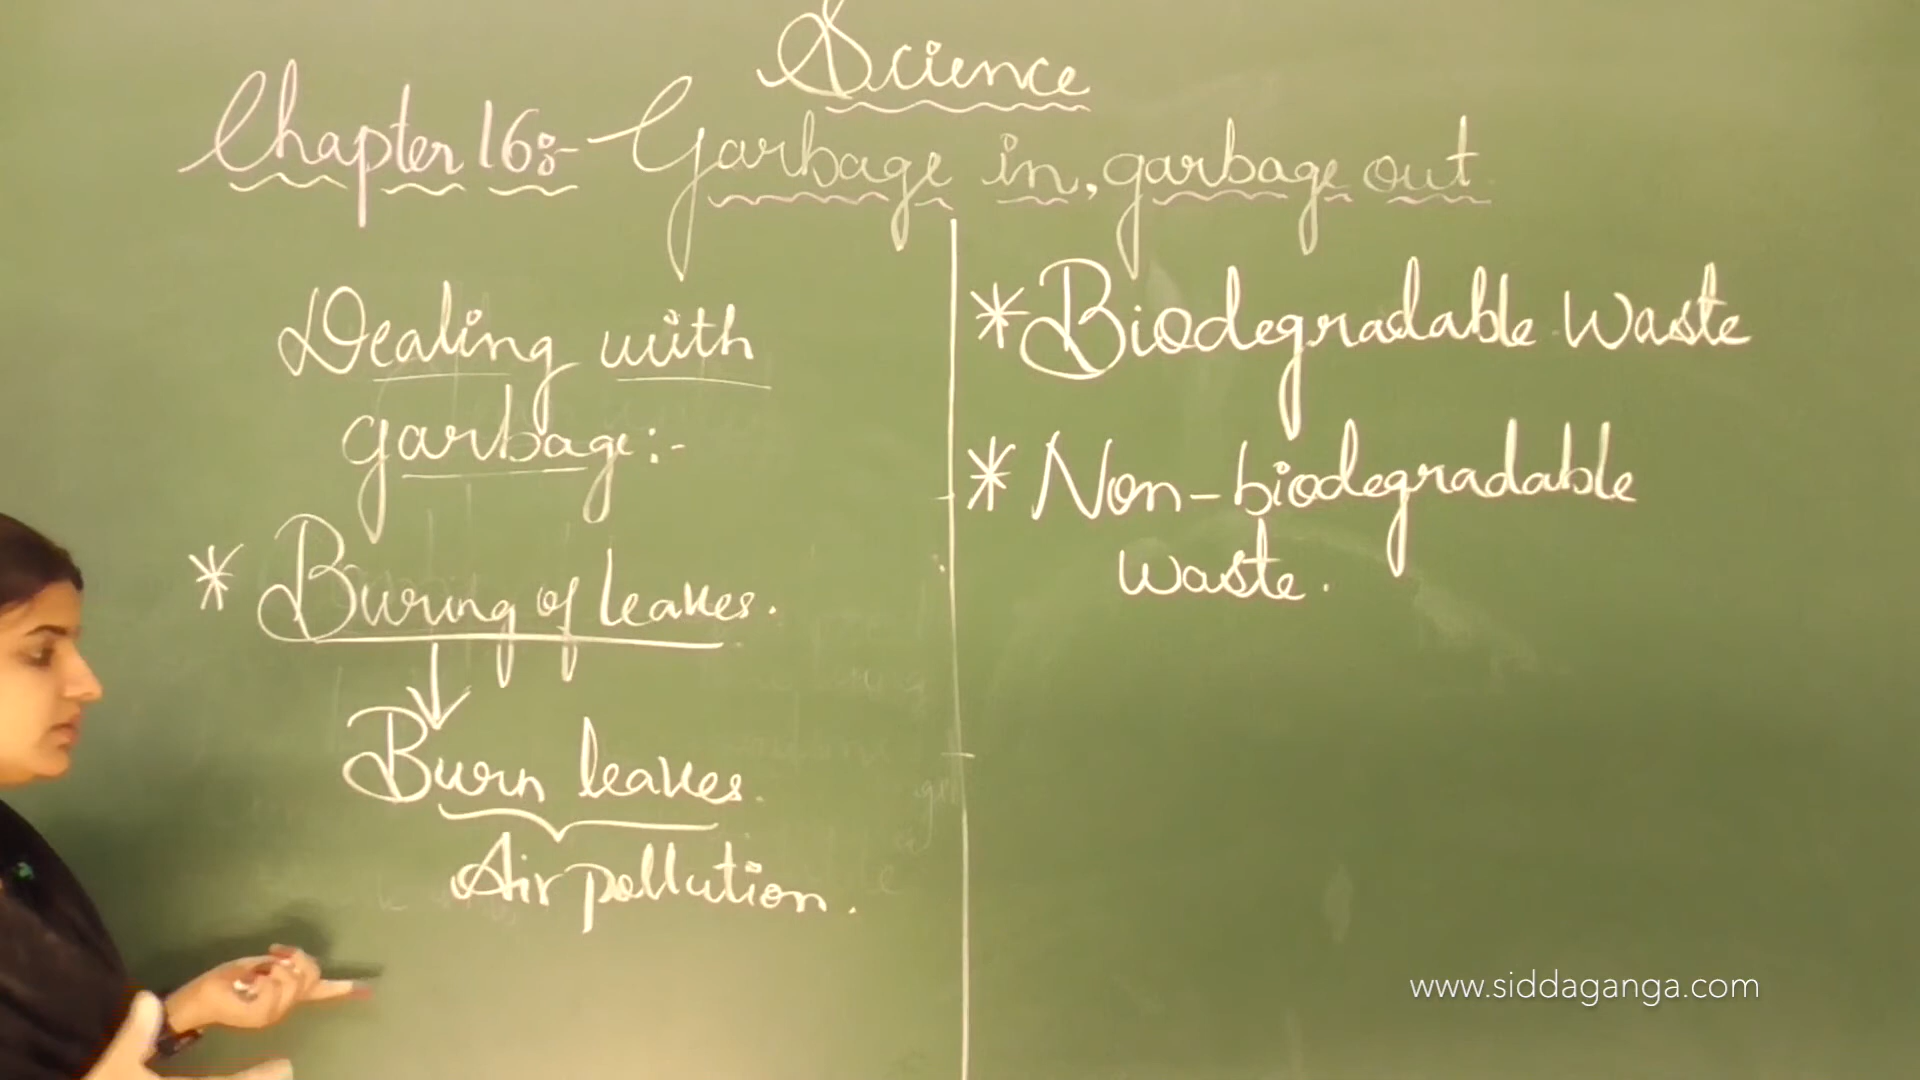 Science
Chapter 16:- Garbage in, garbage out
Dealing with
garbage:-
* Buring of leaves.
Burn leaves.
Air pollution.
* Biodegradable Waste
* Non-biodegradable
waste.
www.siddaganga.com